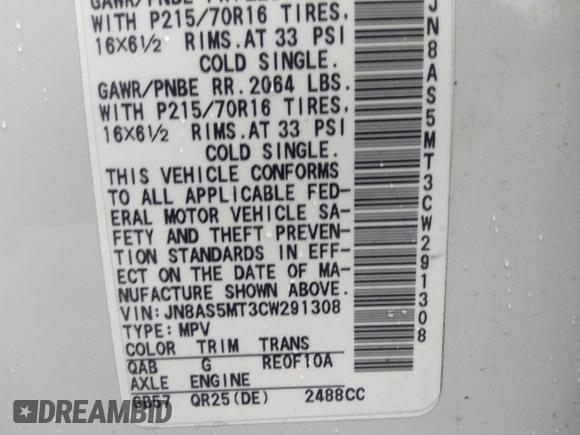 WITH P215/70R16 TIRES,
16X6½ RIMS.AT 33 PSI
COLD SINGLE.
GAWR/PNBE RR. 2064 LBS.
WITH P215/70R16 TIRES,
16X6½ RIMS.AT 33 PSI
COLD SINGLE.
THIS VEHICLE CONFORMS
TO ALL APPLICABLE FED-
ERAL MOTOR VEHICLE SA-
FETY AND THEFT PREVEN-
TION STANDARDS IN EFF-
ECT ON THE DATE OF MA-
NUFACTURE SHOWN ABOVE.
VIN:JN8AS5MT3CW291308
TYPE:MPV
COLOR TRIM TRANS
QAB G RE0F10A
AXLE ENGINE
GB57 QR25(DE) 2488CC
JN8AS5MT3CW291308
DREAMBIDCAR.COM